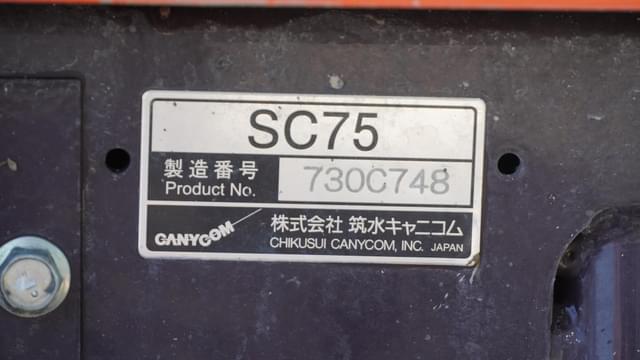 SC75
製造番号
Product No.
730C748
CANYCOM
株式会社 筑水キャニコム
CHIKUSUI CANYCOM, INC. JAPAN